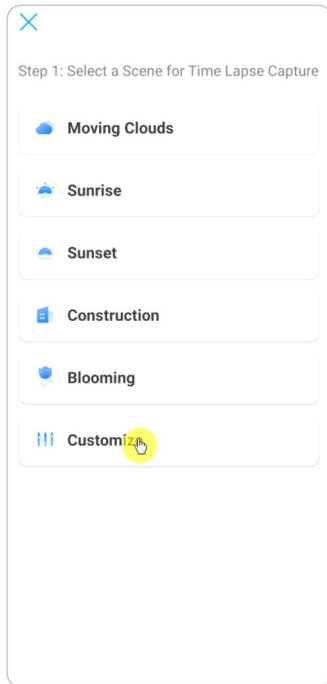 Step 1: Select a Scene for Time Lapse Capture
Moving Clouds
Sunrise
Sunset
Construction
Blooming
Customize